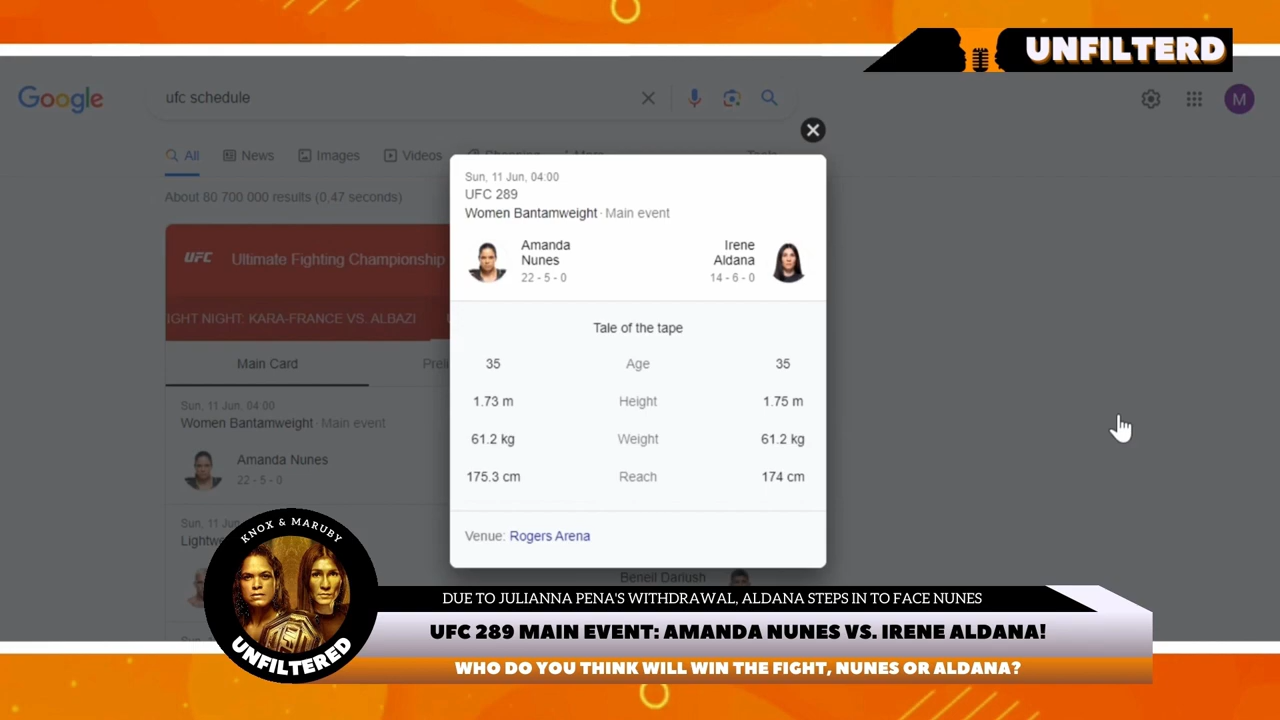 UNFILTERD
Google
ufc schedule
M
All
News
Images
Videos
Shopping
More
Tools
About 80 700 000 results (0,47 seconds)
UFC
Ultimate Fighting Championship
IGHT NIGHT: KARA-FRANCE VS. ALBAZI
Main Card
Sun, 11 Jun, 04:00
Women Bantamweight · Main event
Amanda Nunes
22 - 5 - 0
Sun, 11 Jun
Beneil Dariush
Sun, 11 Jun, 04:00
UFC 289
Women Bantamweight · Main event
Amanda
Nunes
22 - 5 - 0
Irene
Aldana
14 - 6 - 0
Tale of the tape
35 Age 35
1.73 m Height 1.75 m
61.2 kg Weight 61.2 kg
175.3 cm Reach 174 cm
Venue: Rogers Arena
KNOX & MARUBY
UNFILTERED
DUE TO JULIANNA PENA'S WITHDRAWAL, ALDANA STEPS IN TO FACE NUNES
UFC 289 MAIN EVENT: AMANDA NUNES VS. IRENE ALDANA!
WHO DO YOU THINK WILL WIN THE FIGHT, NUNES OR ALDANA?